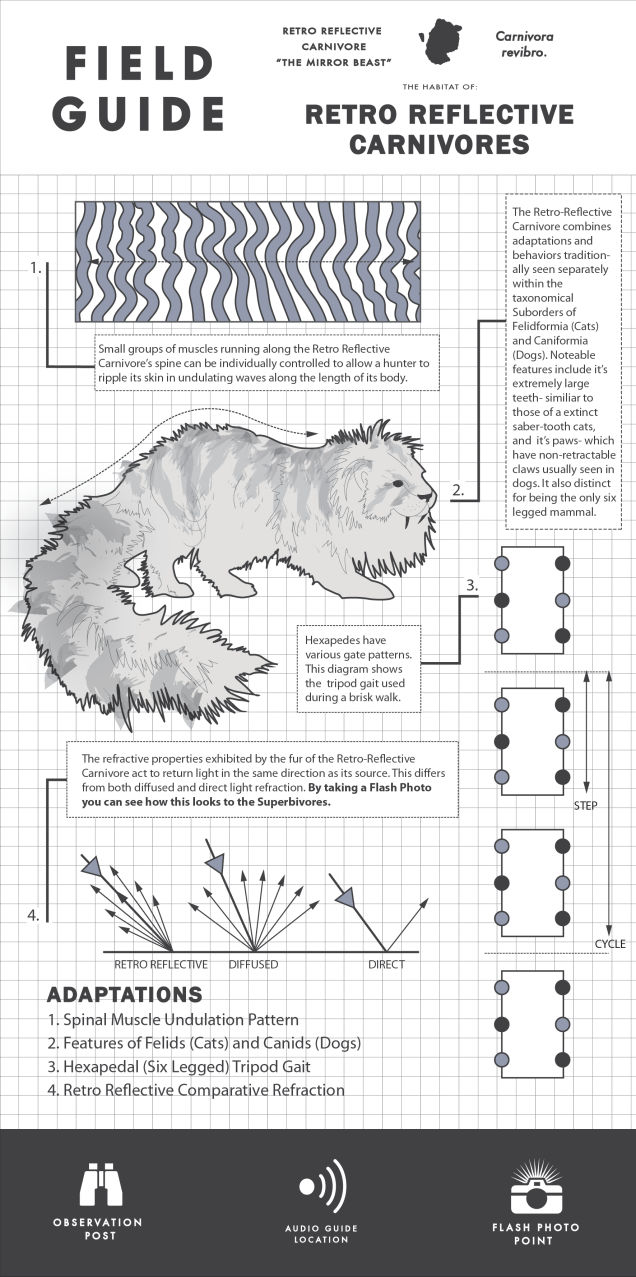 FIELD
GUIDE
RETRO REFLECTIVE
CARNIVORE
"THE MIRROR BEAST"
Carnivora
revibro.
THE HABITAT OF:
RETRO REFLECTIVE
CARNIVORES
1.
Small groups of muscles running along the Retro Reflective
Carnivore's spine can be individually controlled to allow a hunter to
ripple its skin in undulating waves along the length of its body.
The Retro-Reflective
Carnivore combines
adaptations and
behaviors tradition-
ally seen separately
within the
taxonomical
Suborders of
Felidformia (Cats)
and Caniformia
(Dogs). Noteable
features include it's
extremely large
teeth- similiar to
those of a extinct
saber-tooth cats,
and it's paws- which
have non-retractable
claws usually seen in
dogs. It also distinct
for being the only six
legged mammal.
2.
3.
Hexapedes have
various gate patterns.
This diagram shows
the tripod gait used
during a brisk walk.
STEP
CYCLE
The refractive properties exhibited by the fur of the Retro-Reflective
Carnivore act to return light in the same direction as its source. This differs
from both diffused and direct light refraction. By taking a Flash Photo
you can see how this looks to the Superbivores.
4.
RETRO REFLECTIVE
DIFFUSED
DIRECT
ADAPTATIONS
1. Spinal Muscle Undulation Pattern
2. Features of Felids (Cats) and Canids (Dogs)
3. Hexapedal (Six Legged) Tripod Gait
4. Retro Reflective Comparative Refraction
OBSERVATION
POST
AUDIO GUIDE
LOCATION
FLASH PHOTO
POINT